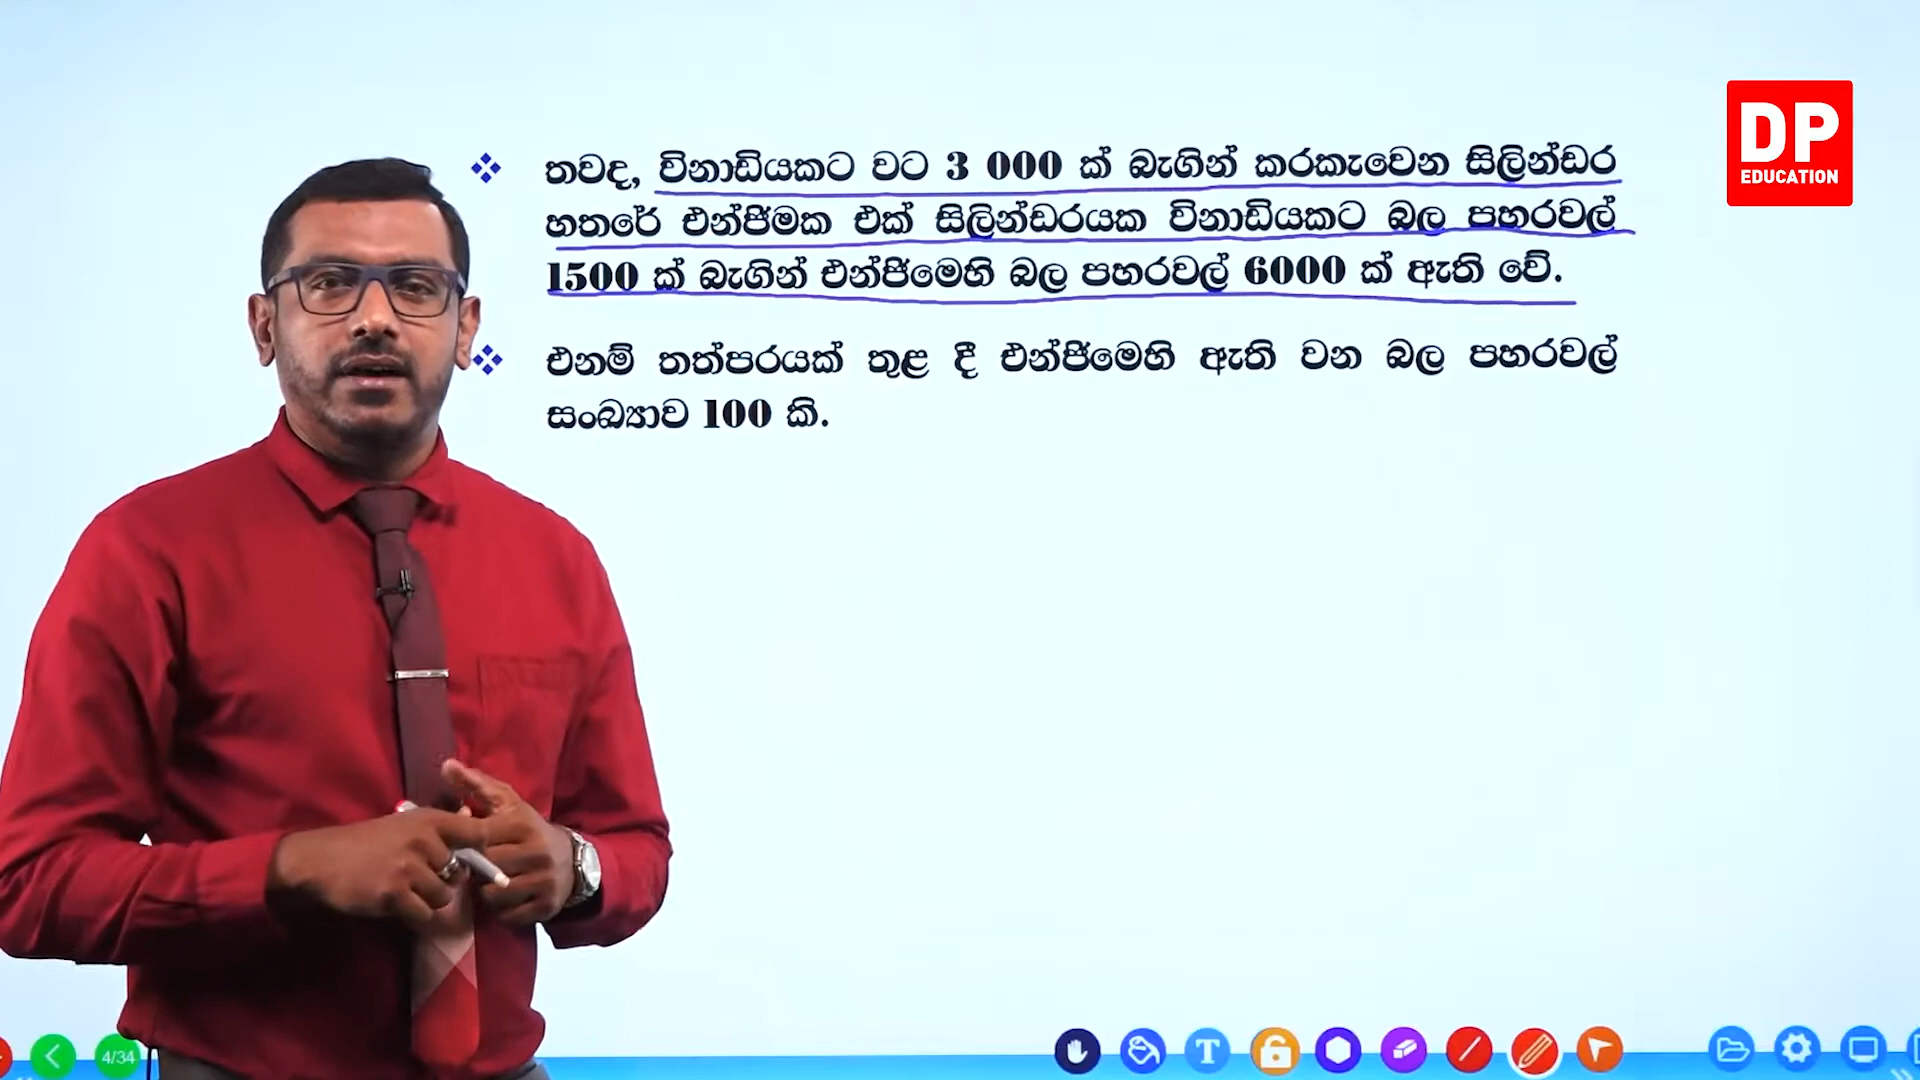 තවද, විනාඩියකට වට 3 000 ක් බැගින් කරකැවෙන සිලින්ඩර
හතරේ එන්ජිමක එක් සිලින්ඩරයක විනාඩියකට බල පහරවල්
1500 ක් බැගින් එන්ජිමෙහි බල පහරවල් 6000 ක් ඇති වේ.
එනම් තත්පරයක් තුළ දී එන්ජිමෙහි ඇති වන බල පහරවල්
සංඛ්‍යාව 100 කි.
DP
EDUCATION
4/34
T